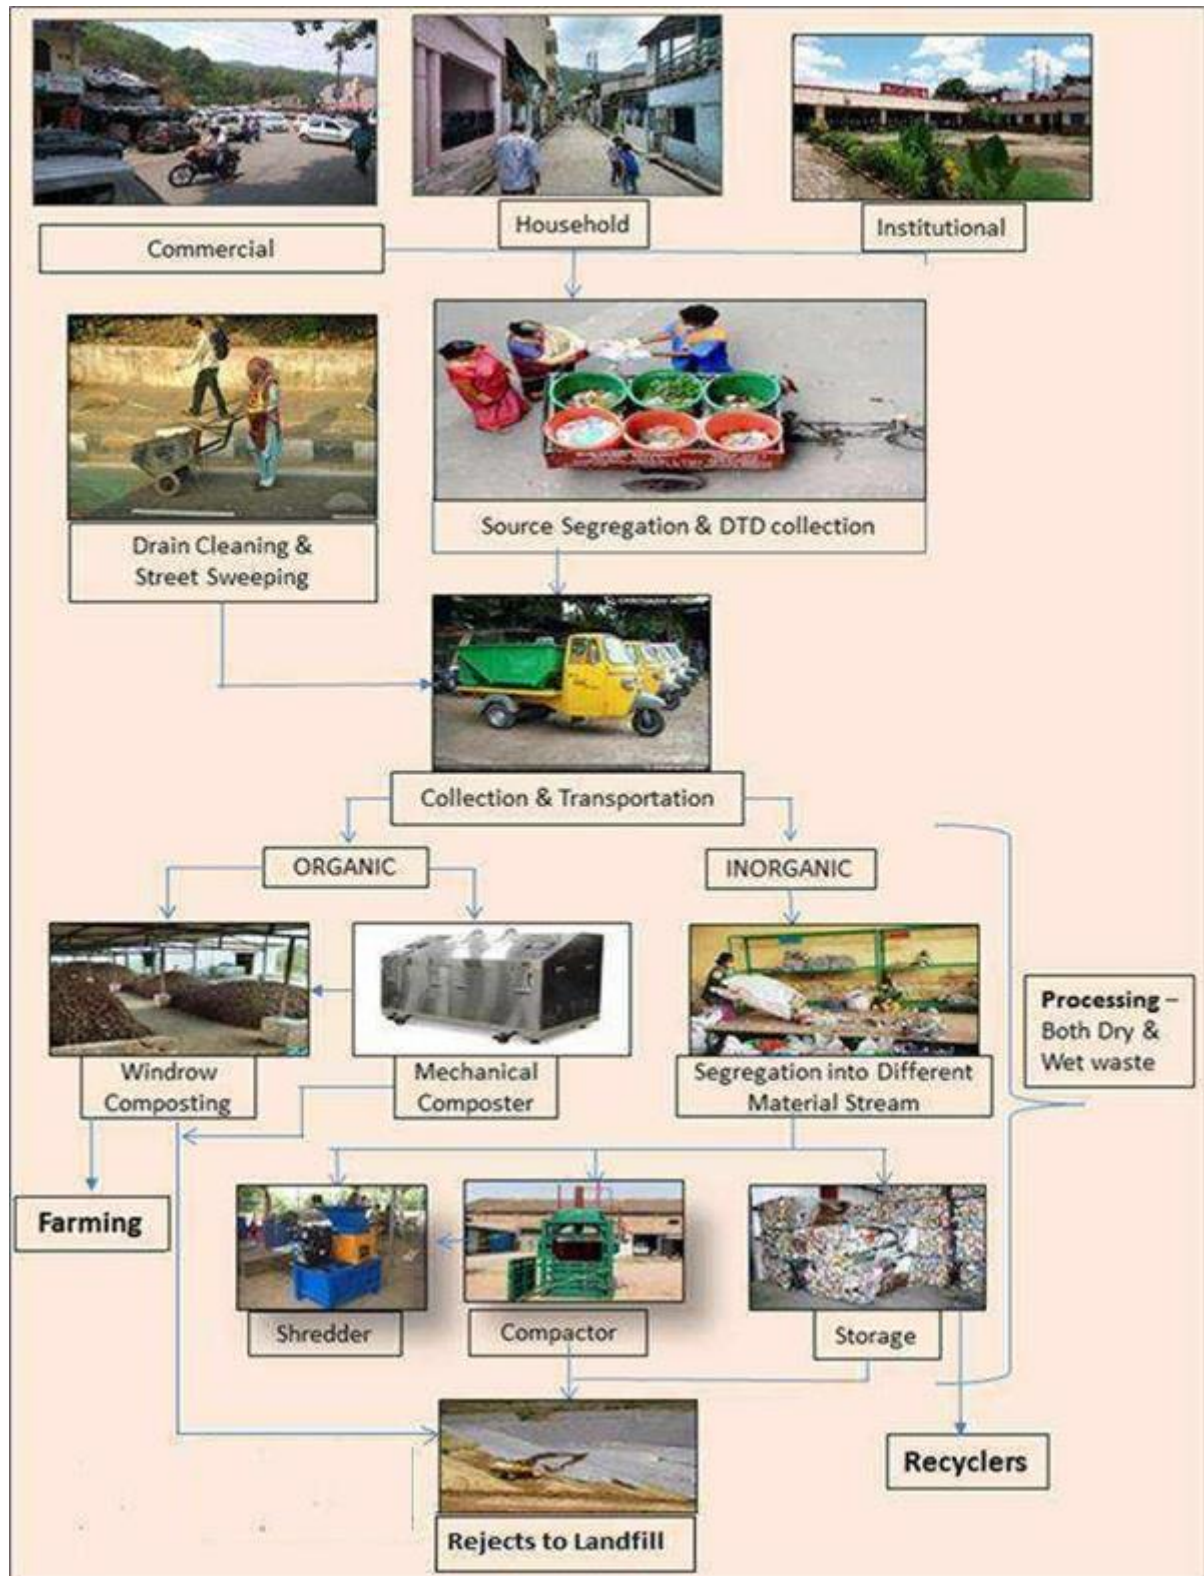 Commercial
Household
Institutional
Drain Cleaning &
Street Sweeping
Source Segregation & DTD collection
Collection & Transportation
ORGANIC
INORGANIC
Windrow
Composting
Mechanical
Composter
Segregation into Different
Material Stream
Processing –
Both Dry &
Wet waste
Farming
Shredder
Compactor
Storage
Recyclers
Rejects to Landfill